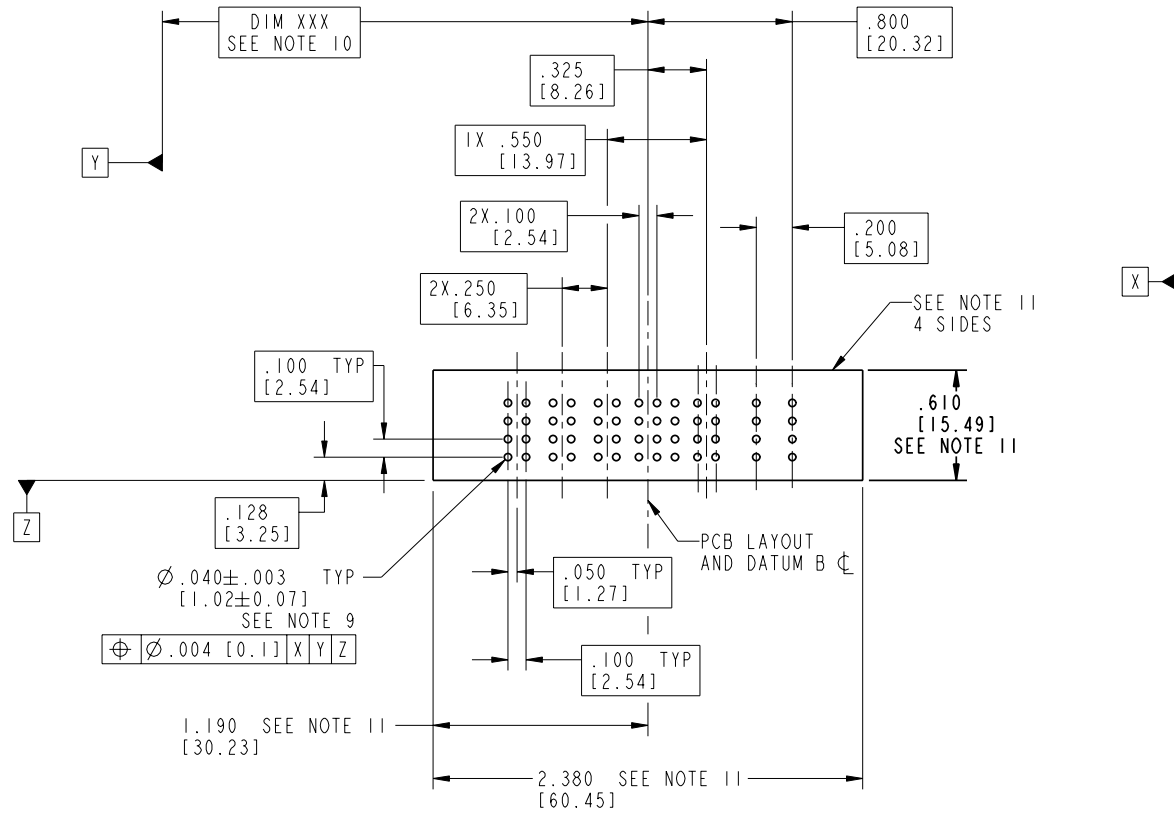 DIM XXX
SEE NOTE 10
.800
[20.32]
.325
[8.26]
1X .550
[13.97]
Y
2X .100
[2.54]
.200
[5.08]
2X .250
[6.35]
X
SEE NOTE 11
4 SIDES
.100 TYP
[2.54]
.610
[15.49]
SEE NOTE 11
Z
.128
[3.25]
PCB LAYOUT
AND DATUM B ℄
Ø.040±.003 TYP
[1.02±0.07]
SEE NOTE 9
⌖ Ø.004 [0.1] X Y Z
.050 TYP
[1.27]
.100 TYP
[2.54]
1.190 SEE NOTE 11
[30.23]
2.380 SEE NOTE 11
[60.45]